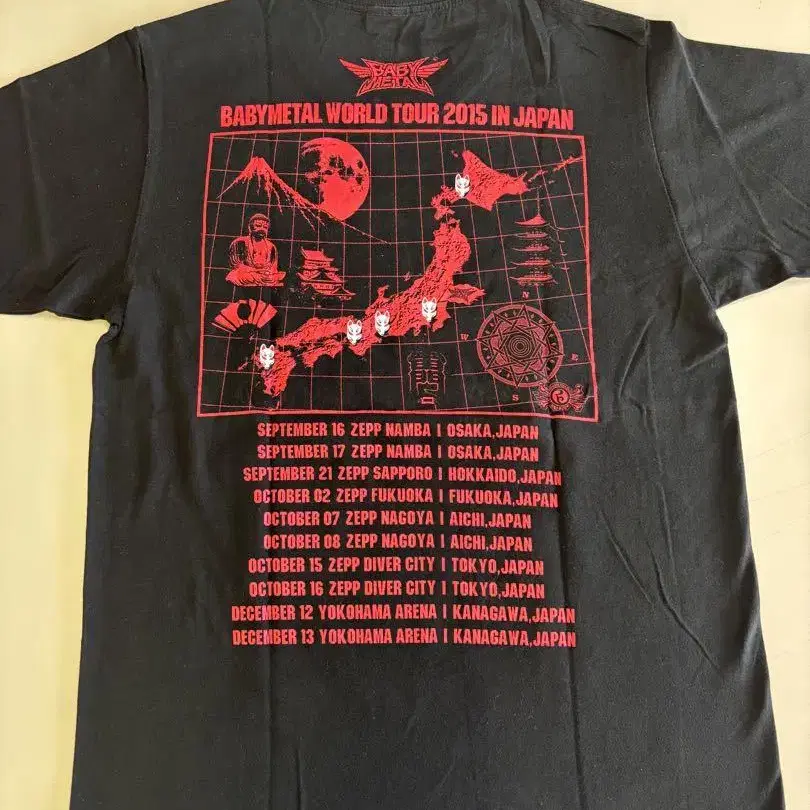 BABY
METAL
BABYMETAL WORLD TOUR 2015 IN JAPAN
N
W E
S
SEPTEMBER 16 ZEPP NAMBA | OSAKA,JAPAN
SEPTEMBER 17 ZEPP NAMBA | OSAKA,JAPAN
SEPTEMBER 21 ZEPP SAPPORO | HOKKAIDO,JAPAN
OCTOBER 02 ZEPP FUKUOKA | FUKUOKA,JAPAN
OCTOBER 07 ZEPP NAGOYA | AICHI,JAPAN
OCTOBER 08 ZEPP NAGOYA | AICHI,JAPAN
OCTOBER 15 ZEPP DIVER CITY | TOKYO,JAPAN
OCTOBER 16 ZEPP DIVER CITY | TOKYO,JAPAN
DECEMBER 12 YOKOHAMA ARENA | KANAGAWA,JAPAN
DECEMBER 13 YOKOHAMA ARENA | KANAGAWA,JAPAN